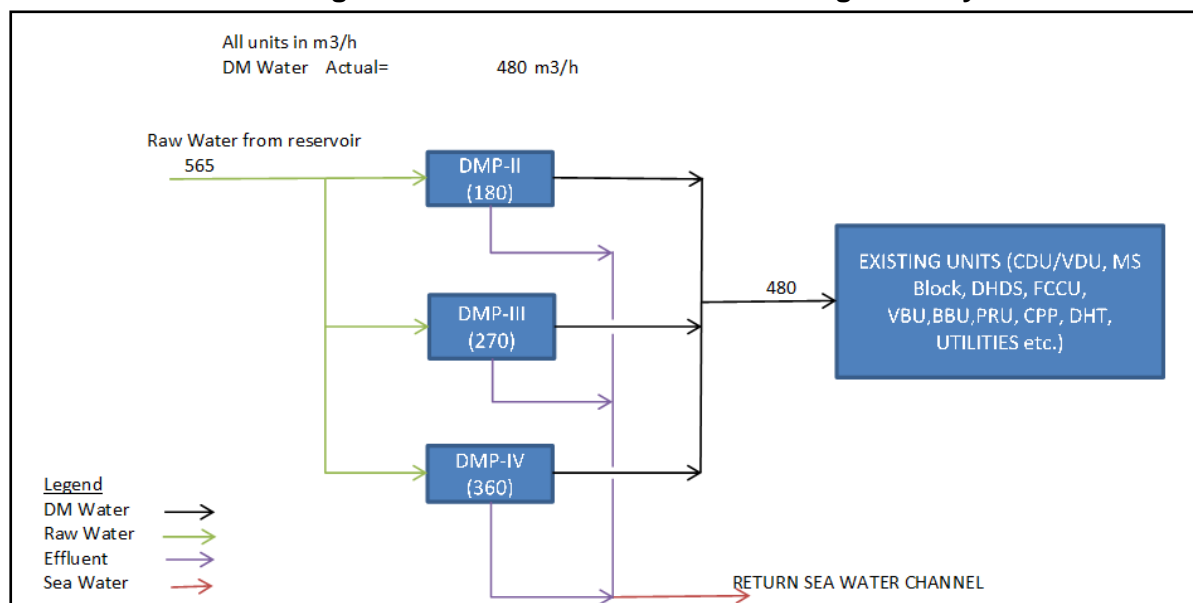 All units in m3/h
DM Water Actual= 480 m3/h
Raw Water from reservoir
565
DMP-II
(180)
DMP-III
(270)
DMP-IV
(360)
480
EXISTING UNITS (CDU/VDU, MS
Block, DHDS, FCCU,
VBU,BBU,PRU, CPP, DHT,
UTILITIES etc.)
Legend
DM Water
Raw Water
Effluent
Sea Water
RETURN SEA WATER CHANNEL